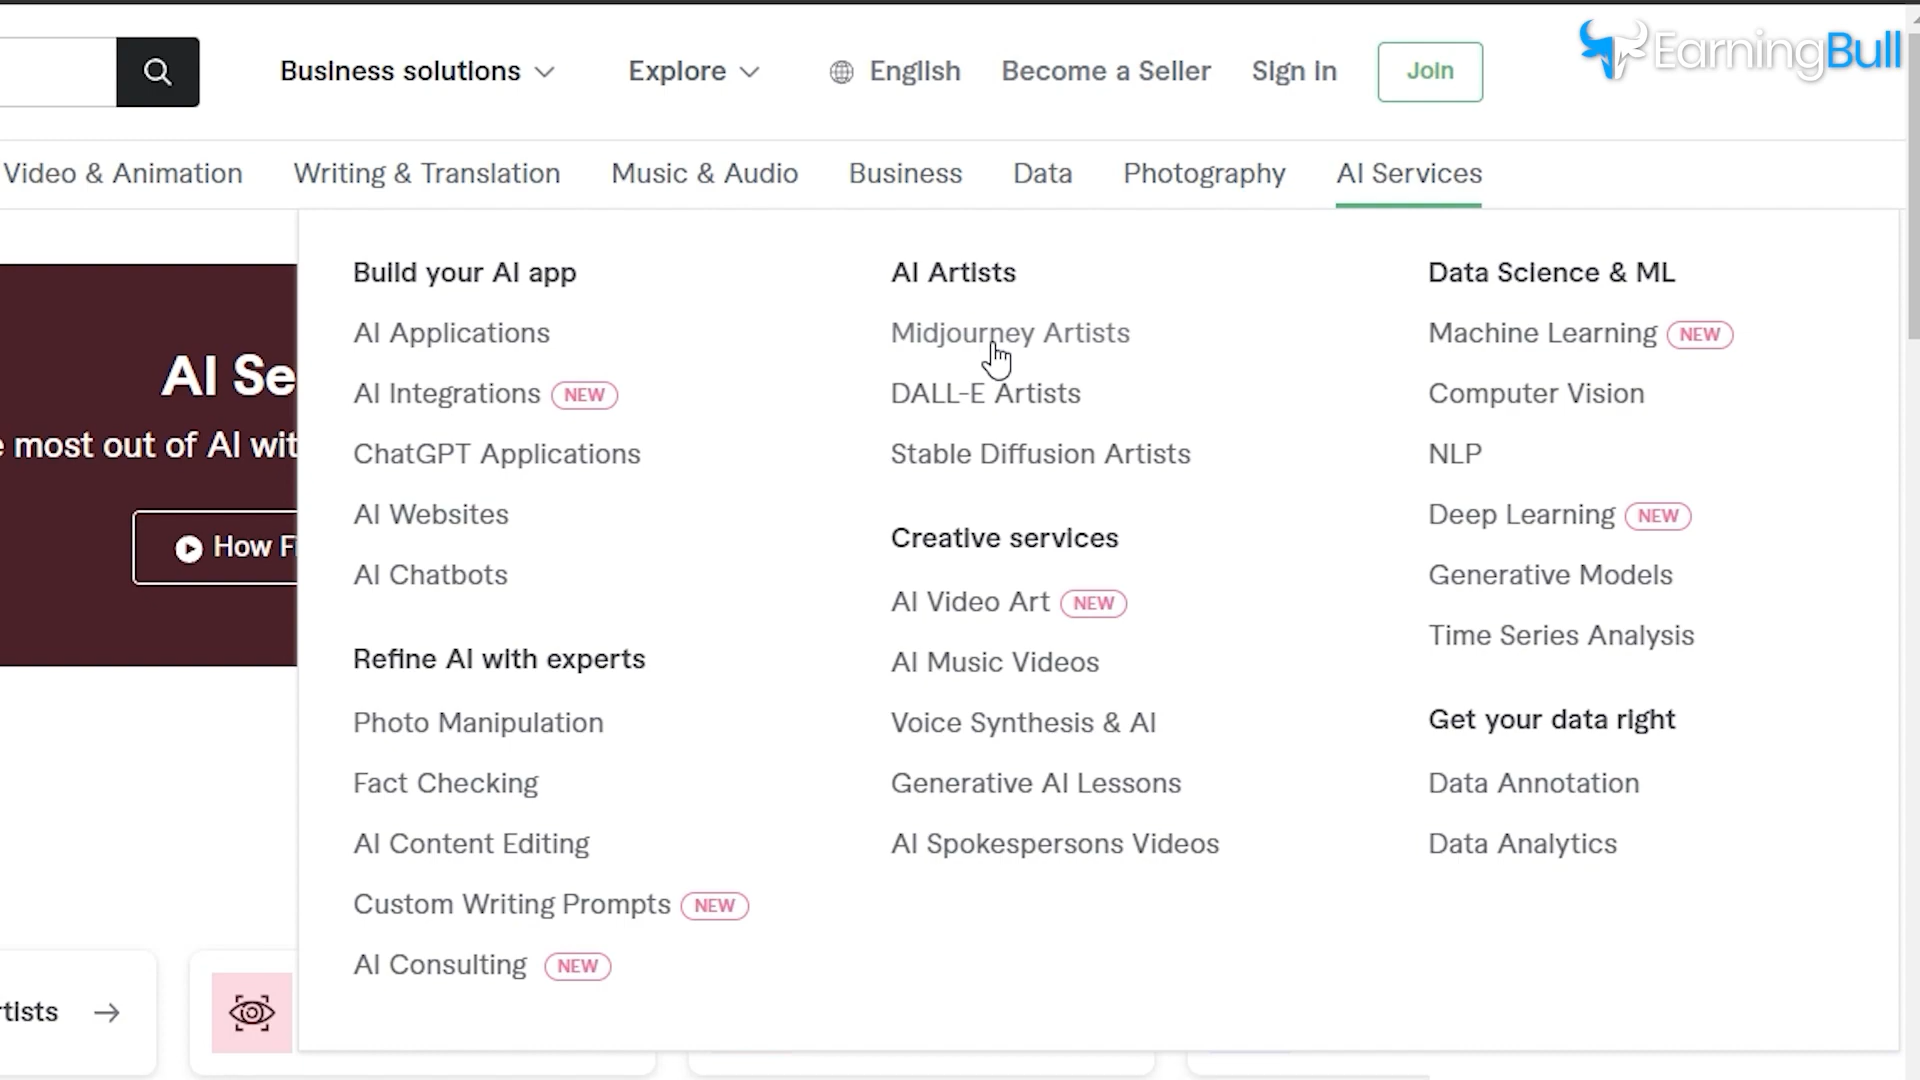 Business solutions
Explore
English
Become a Seller
Sign in
Join
EarningBull
Video & Animation
Writing & Translation
Music & Audio
Business
Data
Photography
AI Services
AI Se
most out of AI wit
How Fi
rtists
Build your AI app
AI Applications
AI Integrations NEW
ChatGPT Applications
AI Websites
AI Chatbots
Refine AI with experts
Photo Manipulation
Fact Checking
AI Content Editing
Custom Writing Prompts NEW
AI Consulting NEW
AI Artists
Midjourney Artists
DALL-E Artists
Stable Diffusion Artists
Creative services
AI Video Art NEW
AI Music Videos
Voice Synthesis & AI
Generative AI Lessons
AI Spokespersons Videos
Data Science & ML
Machine Learning NEW
Computer Vision
NLP
Deep Learning NEW
Generative Models
Time Series Analysis
Get your data right
Data Annotation
Data Analytics